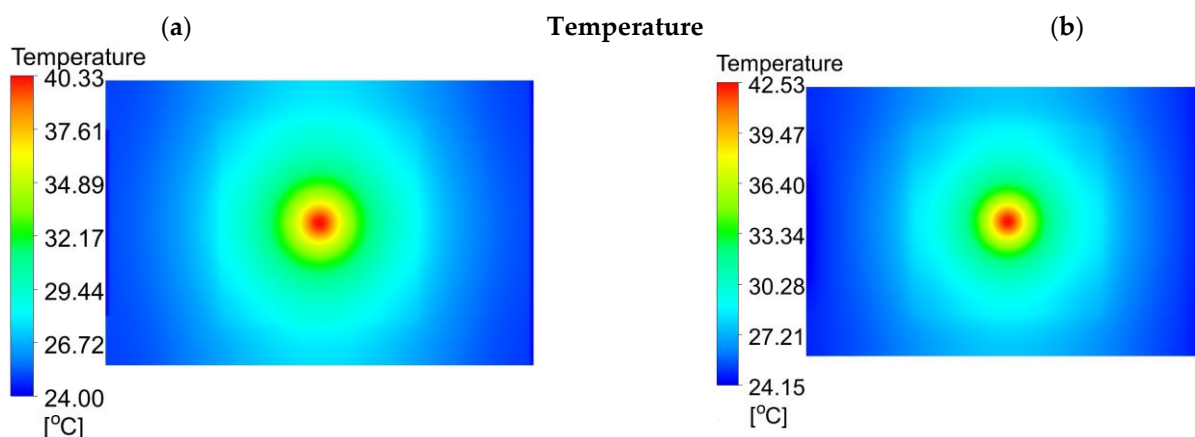 (a) Temperature (b)
Temperature
40.33
37.61
34.89
32.17
29.44
26.72
24.00
[°C]
Temperature
42.53
39.47
36.40
33.34
30.28
27.21
24.15
[°C]